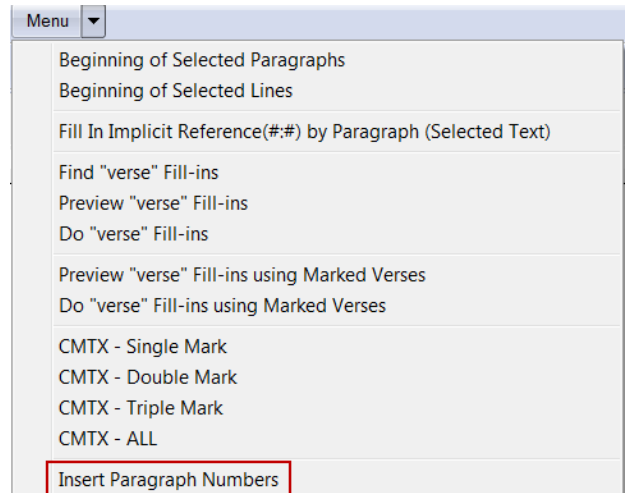 Menu
Beginning of Selected Paragraphs
Beginning of Selected Lines
Fill In Implicit Reference(#:#) by Paragraph (Selected Text)
Find "verse" Fill-ins
Preview "verse" Fill-ins
Do "verse" Fill-ins
Preview "verse" Fill-ins using Marked Verses
Do "verse" Fill-ins using Marked Verses
CMTX - Single Mark
CMTX - Double Mark
CMTX - Triple Mark
CMTX - ALL
Insert Paragraph Numbers